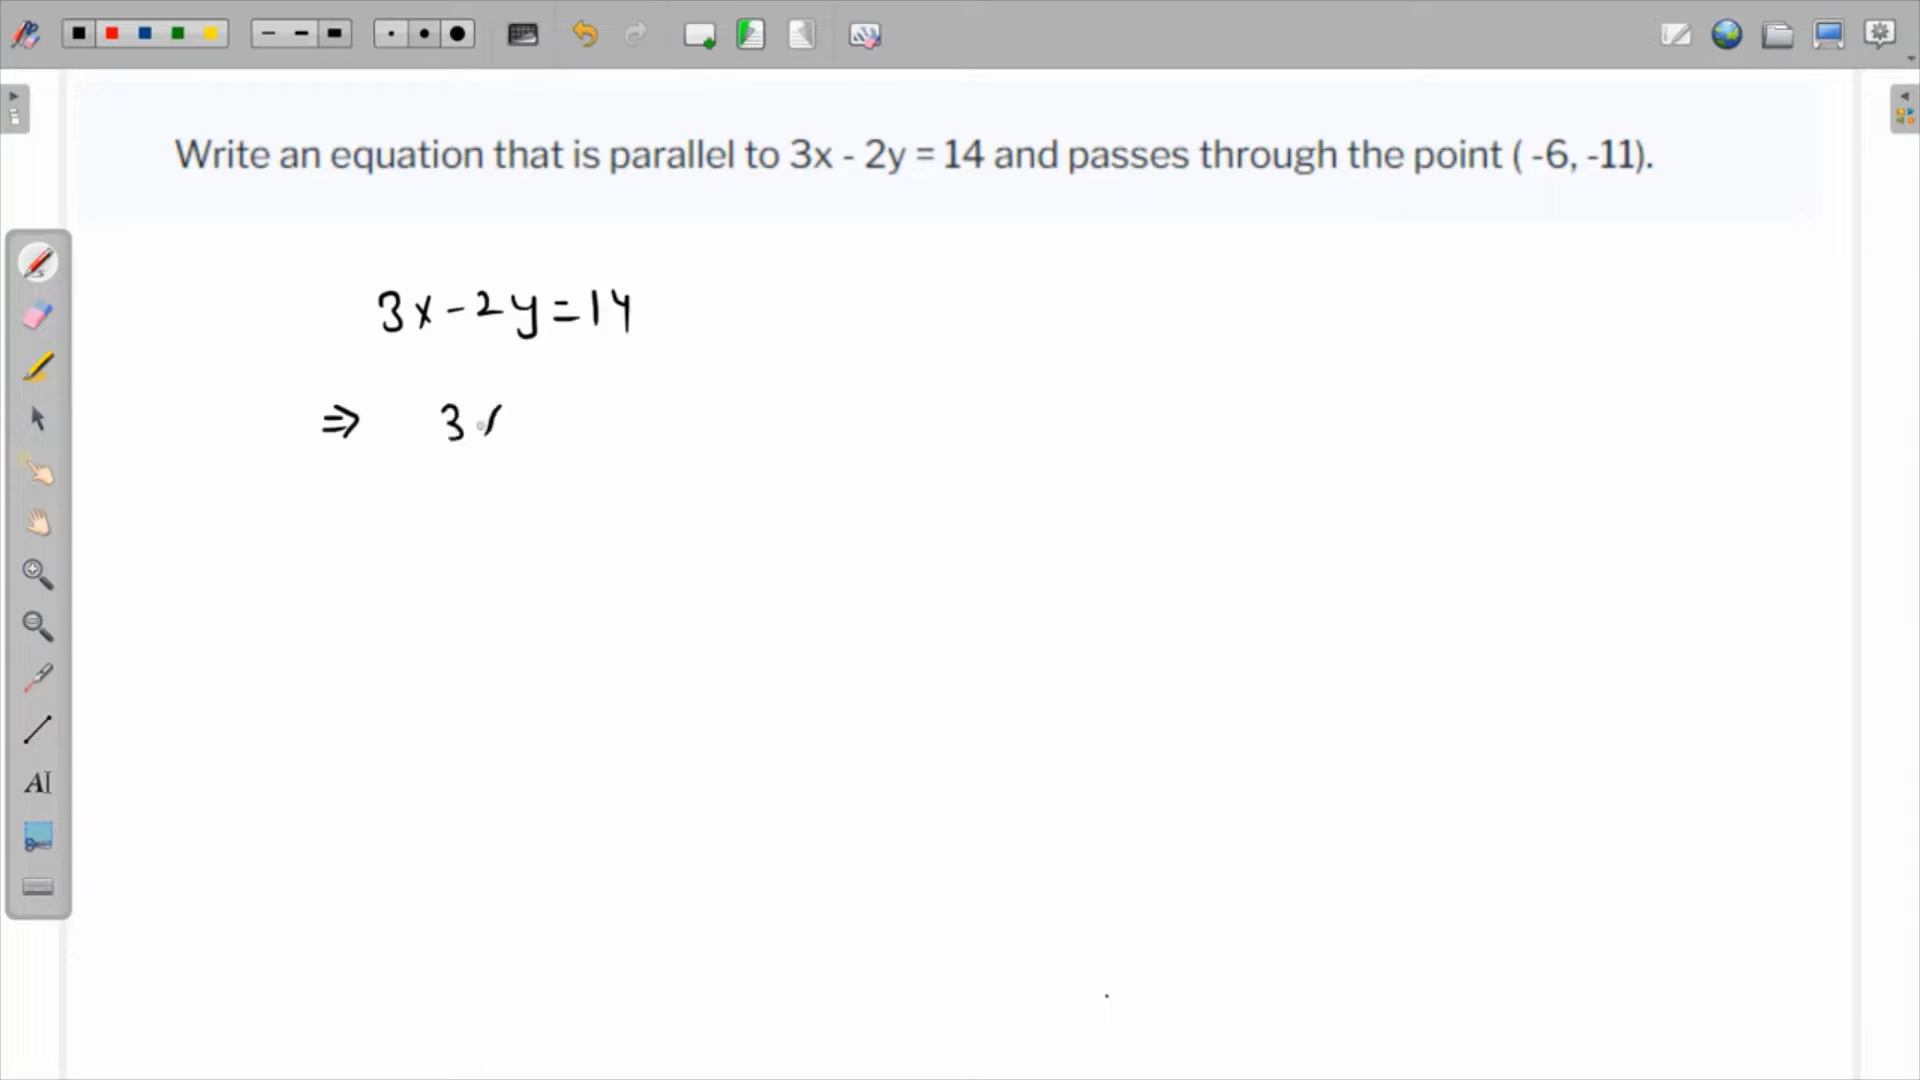 Write an equation that is parallel to 3x - 2y = 14 and passes through the point ( -6, -11).
3x-2y=14
⇒ 3
AI